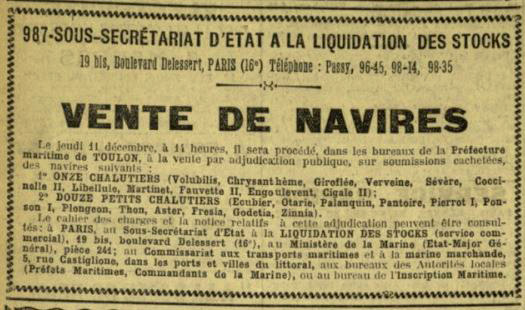 987-SOUS-SECRÉTARIAT D'ETAT A LA LIQUIDATION DES STOCKS
19 bis, Boulevard Delessert, PARIS (16e) Téléphone : Passy, 96-45, 98-14, 98-35
VENTE DE NAVIRES
Le jeudi 11 décembre, à 14 heures, il sera procédé, dans les bureaux de la Préfecture
maritime de TOULON, à la vente par adjudication publique, sur soumissions cachetées,
des navires suivants :
1° ONZE CHALUTIERS (Volubilis, Chrysanthème, Giroflée, Verveine, Sévère, Cocci-
nelle II, Libellule, Martinet, Fauvette II, Engoulevent, Cigale II);
2° DOUZE PETITS CHALUTIERS (Ecubier, Otarie, Palanquin, Pantoire, Pierrot I, Pon-
son I, Plongeon, Thon, Aster, Fresia, Godetia, Zinnia).
Le cahier des charges et la notice relatifs à cette adjudication peuvent être consul-
tés : à PARIS, au Sous-Secrétariat d'Etat à la LIQUIDATION DES STOCKS (service com-
mercial), 19, bis, boulevard Delessert (16e), au Ministère de la Marine (Etat-Major Gé-
néral), pièce 241; au Commissariat aux transports maritimes et à la marine marchande,
5, rue Castiglione, dans les ports et villes du littoral, aux bureaux des Autorités locales
(Préfets Maritimes, Commandants de la Marine), ou au bureau de l'Inscription Maritime.